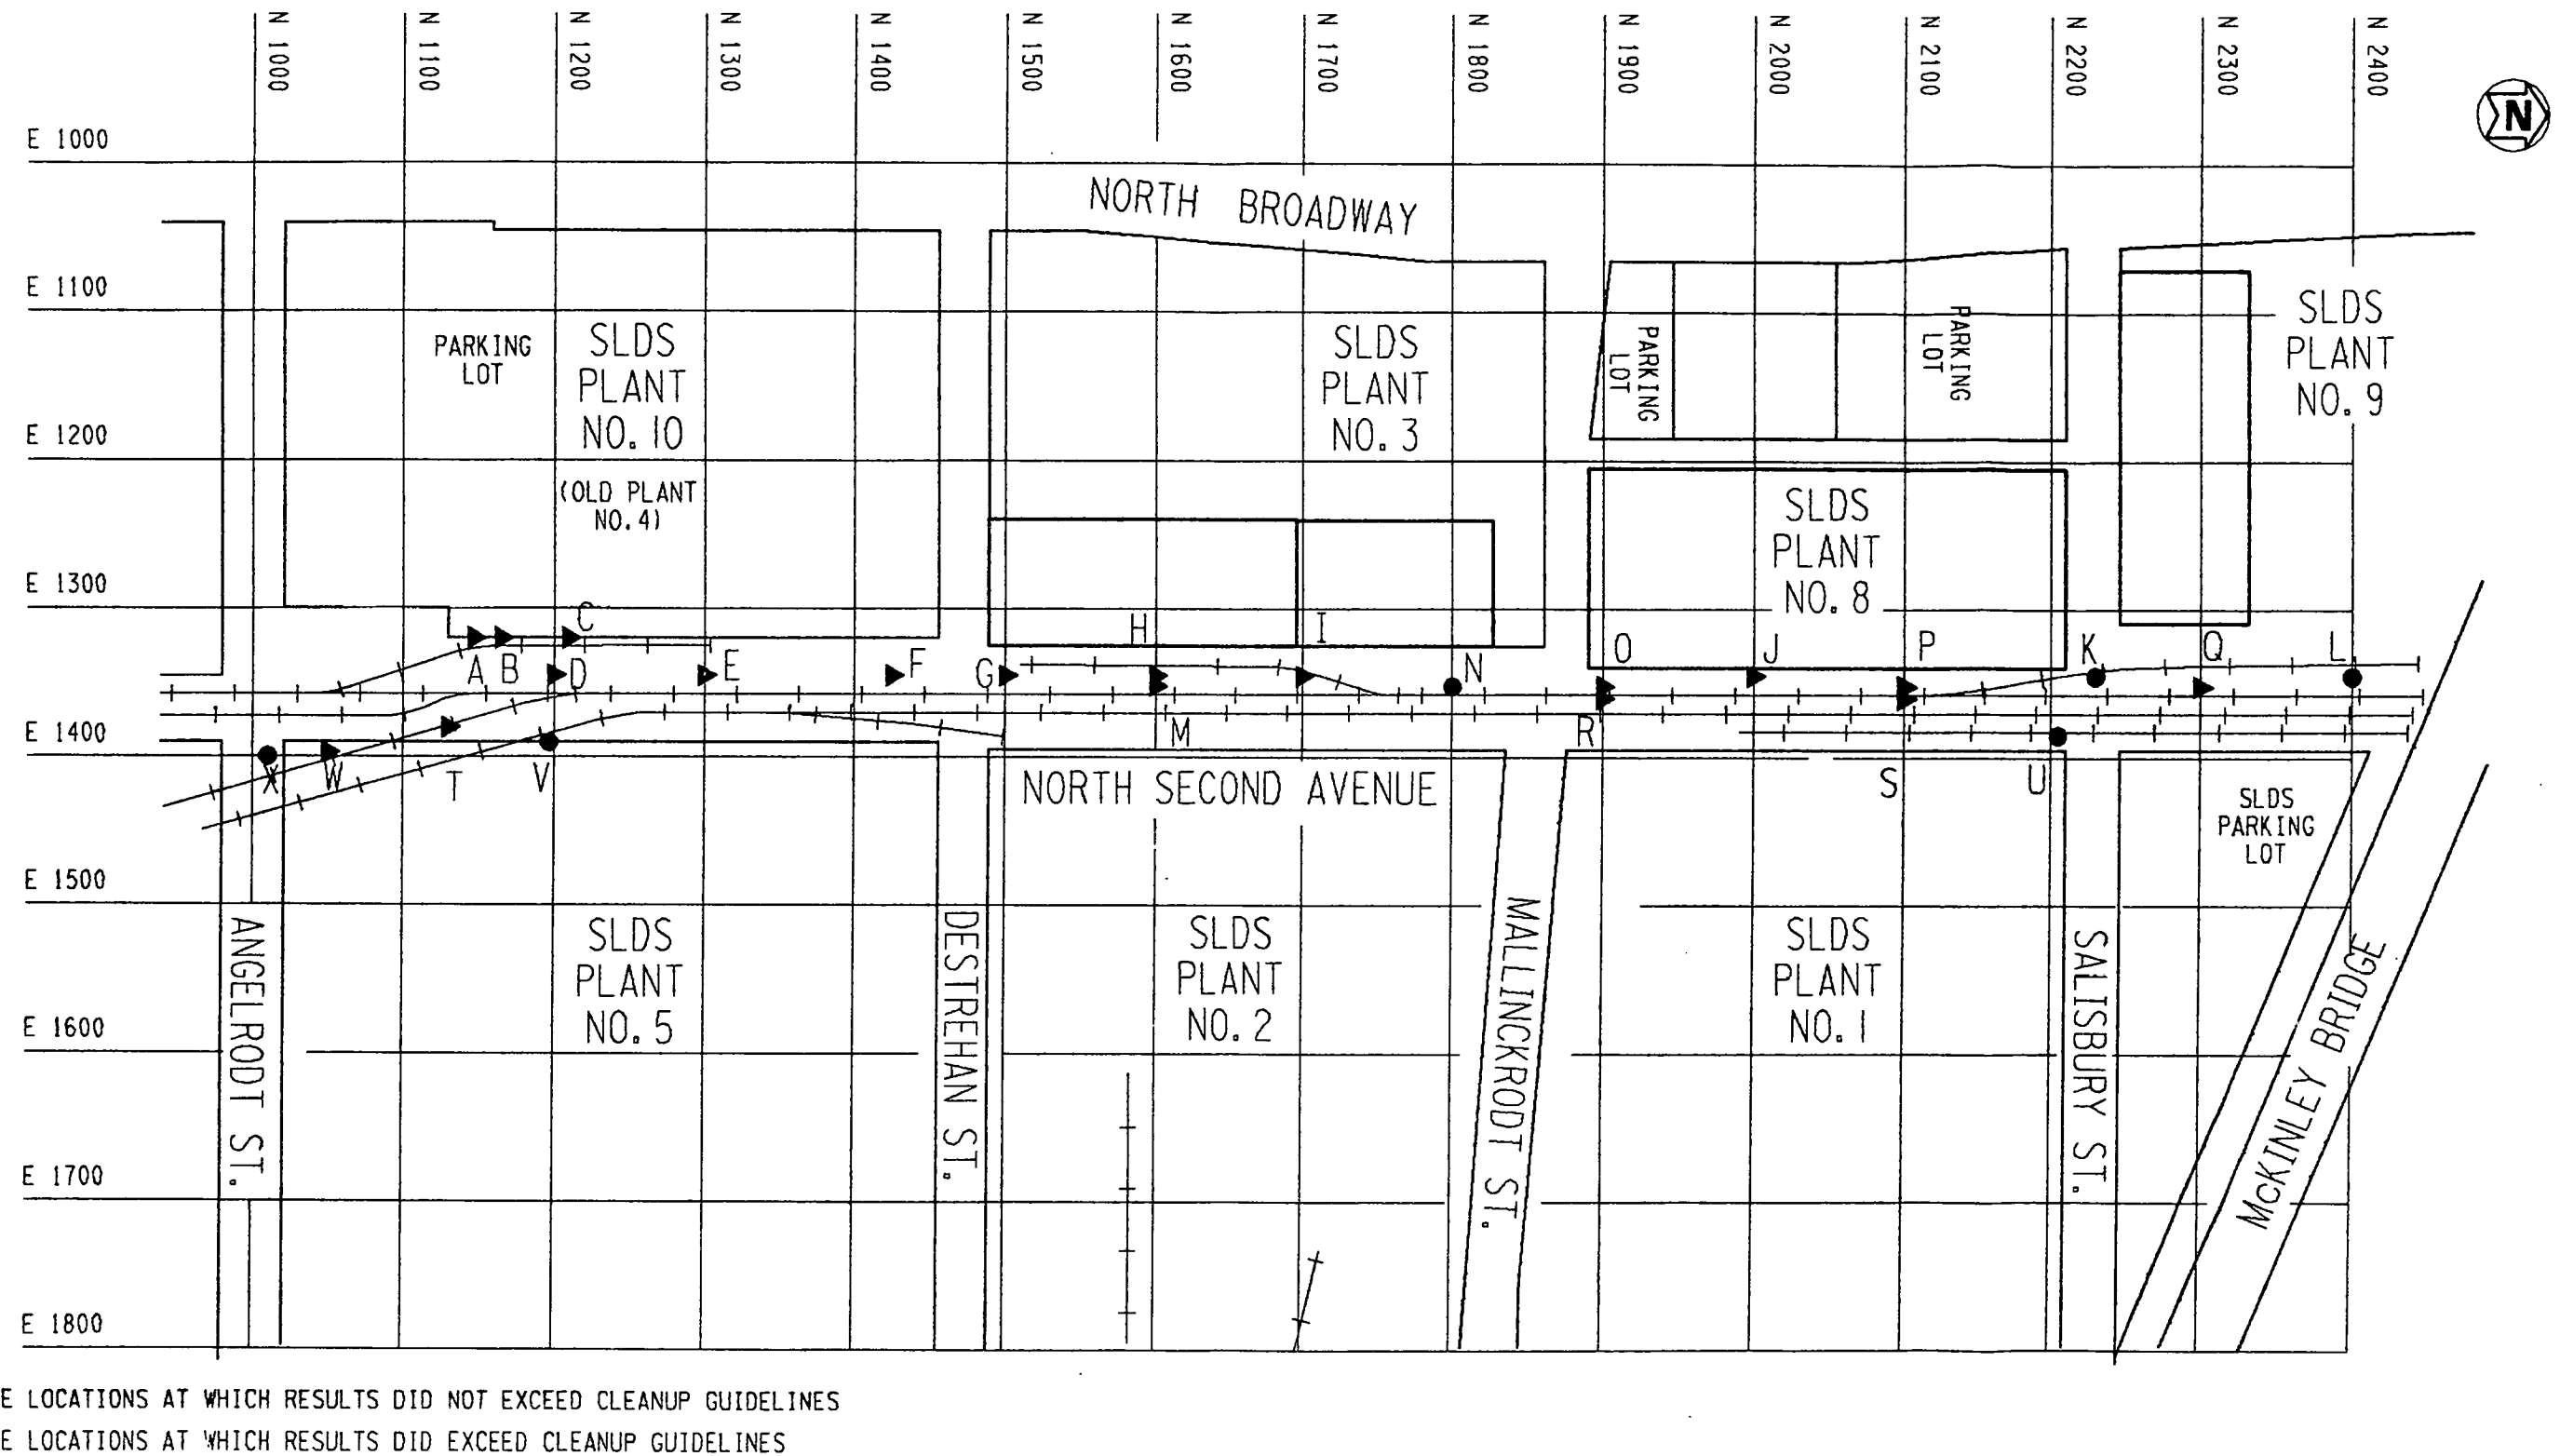 N 1000
N 1100
N 1200
N 1300
N 1400
N 1500
N 1600
N 1700
N 1800
N 1900
N 2000
N 2100
N 2200
N 2300
N 2400
N
E 1000
NORTH BROADWAY
E 1100
SLDS
PLANT
NO. 10
PARKING
LOT
SLDS
PLANT
NO. 3
PARKING
LOT
PARKING
LOT
SLDS
PLANT
NO. 9
E 1200
(OLD PLANT
NO. 4)
SLDS
PLANT
NO. 8
E 1300
C
H
I
O
J
P
K
Q
L
A
B
D
E
F
G
N
E 1400
M
R
X
W
T
V
NORTH SECOND AVENUE
S
U
SLDS
PARKING
LOT
E 1500
ANGELRODT ST.
SLDS
PLANT
NO. 5
DESTREHAN ST.
SLDS
PLANT
NO. 2
MALLINCKRODT ST.
SLDS
PLANT
NO. 1
SALISBURY ST.
MCKINLEY BRIDGE
E 1600
E 1700
E 1800
E LOCATIONS AT WHICH RESULTS DID NOT EXCEED CLEANUP GUIDELINES
E LOCATIONS AT WHICH RESULTS DID EXCEED CLEANUP GUIDELINES